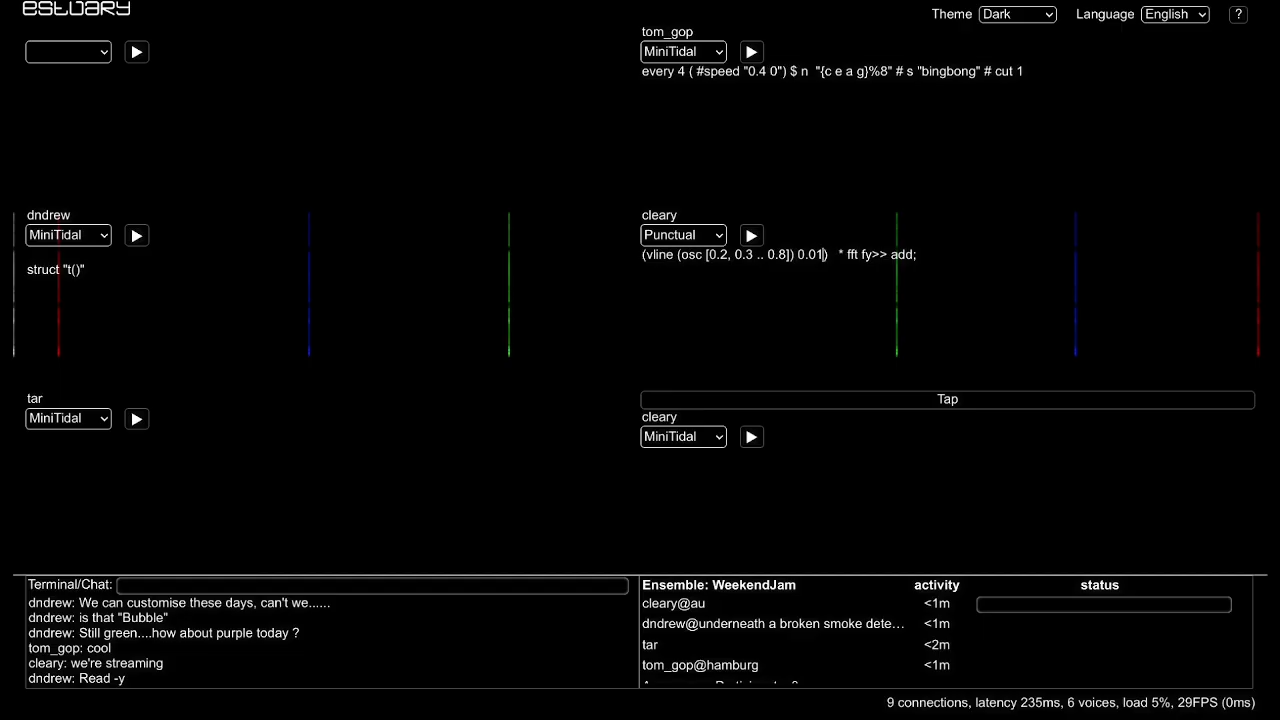 estuary
Theme Dark Language English ?
tom_gop
MiniTidal
every 4 ( #speed "0.4 0") $ n "{c e a g}%8" # s "bingbong" # cut 1
dndrew
MiniTidal
struct "t()"
cleary
Punctual
(vline (osc [0.2, 0.3 .. 0.8]) 0.01) * fft fy>> add;
tar
MiniTidal
Tap
cleary
MiniTidal
Terminal/Chat:
dndrew: We can customise these days, can't we......
dndrew: is that "Bubble"
dndrew: Still green....how about purple today ?
tom_gop: cool
cleary: we're streaming
dndrew: Read -y
Ensemble: WeekendJam activity status
cleary@au <1m
dndrew@underneath a broken smoke dete... <1m
tar <2m
tom_gop@hamburg <1m
9 connections, latency 235ms, 6 voices, load 5%, 29FPS (0ms)